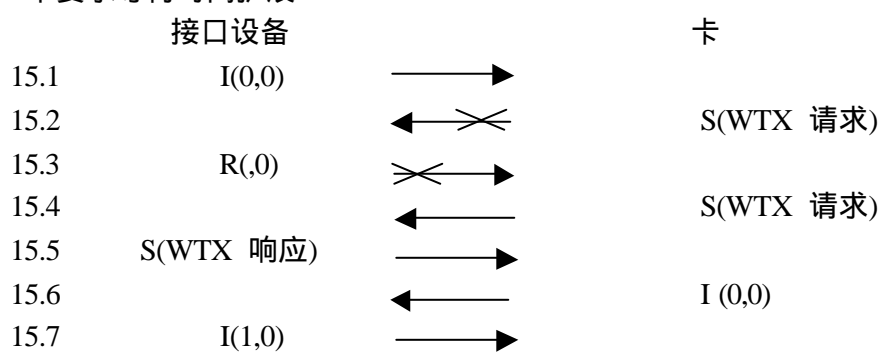 接口设备 卡
15.1 I(0,0)
15.2 S(WTX 请求)
15.3 R(,0)
15.4 S(WTX 请求)
15.5 S(WTX 响应)
15.6 I (0,0)
15.7 I(1,0)